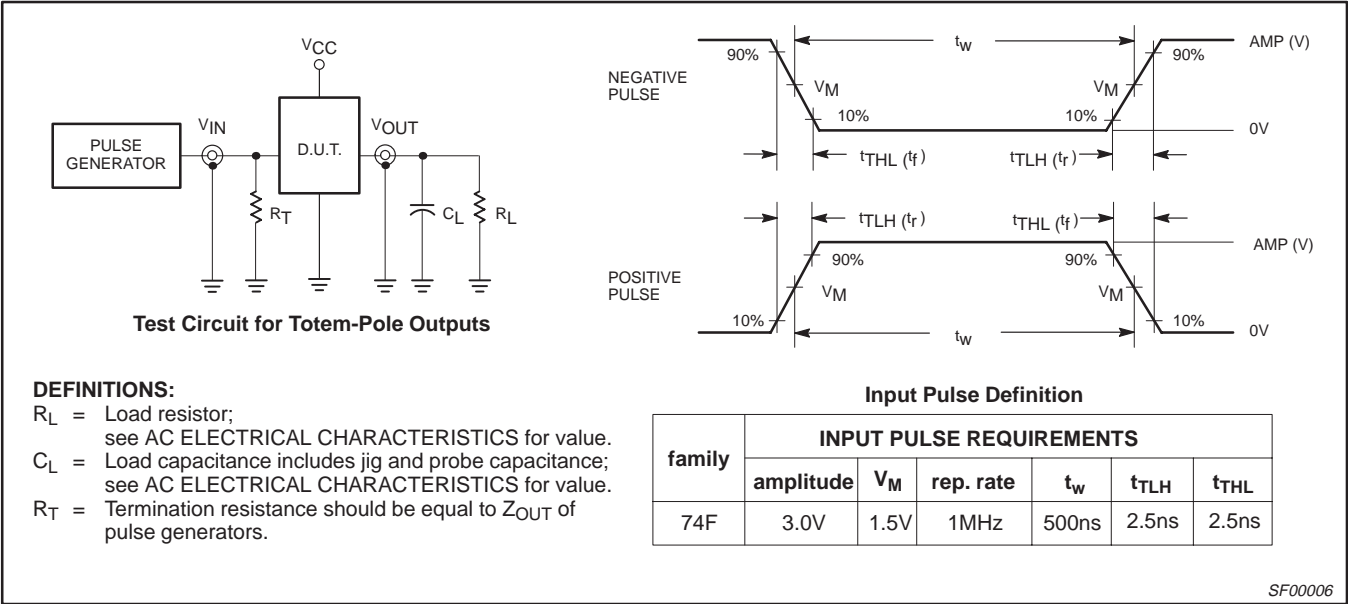 VCC
VIN
VOUT
PULSE
GENERATOR
D.U.T.
RT
CL
RL
Test Circuit for Totem-Pole Outputs
NEGATIVE
PULSE
90%
tW
90%
AMP (V)
VM
VM
10%
10%
0V
tTHL (tf)
tTLH (tr)
tTLH (tr)
tTHL (tf)
AMP (V)
90%
90%
POSITIVE
PULSE
VM
VM
10%
10%
tW
0V
Input Pulse Definition
DEFINITIONS:
RL = Load resistor;
see AC ELECTRICAL CHARACTERISTICS for value.
CL = Load capacitance includes jig and probe capacitance;
see AC ELECTRICAL CHARACTERISTICS for value.
RT = Termination resistance should be equal to ZOUT of
pulse generators.
family
INPUT PULSE REQUIREMENTS
amplitude VM rep. rate tw tTLH tTHL
74F 3.0V 1.5V 1MHz 500ns 2.5ns 2.5ns
SF00006